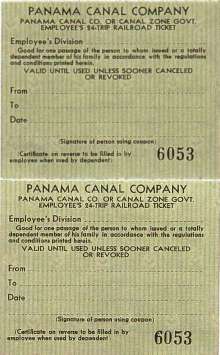 PANAMA CANAL COMPANY
PANAMA CANAL CO. OR CANAL ZONE GOVT.
EMPLOYEE'S 24-TRIP RAILROAD TICKET
Employee's Division
Good for one passage of the person to whom issued or a totally
dependent member of his family in accordance with the regulations
and conditions printed herein.
VALID UNTIL USED UNLESS SOONER CANCELED
OR REVOKED
From
To
Date
(Signature of person using coupon)
(Certificate on reverse to be filled in by
employee when used by dependent)
6053
PANAMA CANAL COMPANY
PANAMA CANAL CO. OR CANAL ZONE GOVT.
EMPLOYEE'S 24-TRIP RAILROAD TICKET
Employee's Division
Good for one passage of the person to whom issued or a totally
dependent member of his family in accordance with the regulations
and conditions printed herein.
VALID UNTIL USED UNLESS SOONER CANCELED
OR REVOKED
From
To
Date
(Signature of person using coupon)
(Certificate on reverse to be filled in by
employee when used by dependent)
6053